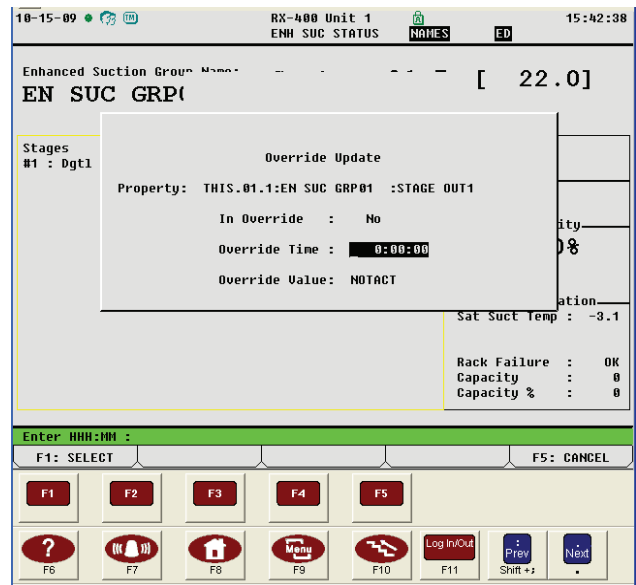 10-15-09 RX-400 Unit 1 15:42:38
ENH SUC STATUS NAMES ED
Enhanced Suction Group Name:
EN SUC GRP( [ 22.0]
Stages
#1 : Dgtl
Override Update
Property: THIS.01.1:EN SUC GRP01 :STAGE OUT1
In Override : No
Override Time : 0:00:00
Override Value: NOTACT
Sat Suct Temp : -3.1
Rack Failure : OK
Capacity : 0
Capacity % : 0
Enter HHH:MM :
F1: SELECT F5: CANCEL
F1 F2 F3 F4 F5
? Menu Log In/Out : Prev Next
F6 F7 F8 F9 F10 F11 Shift +; .